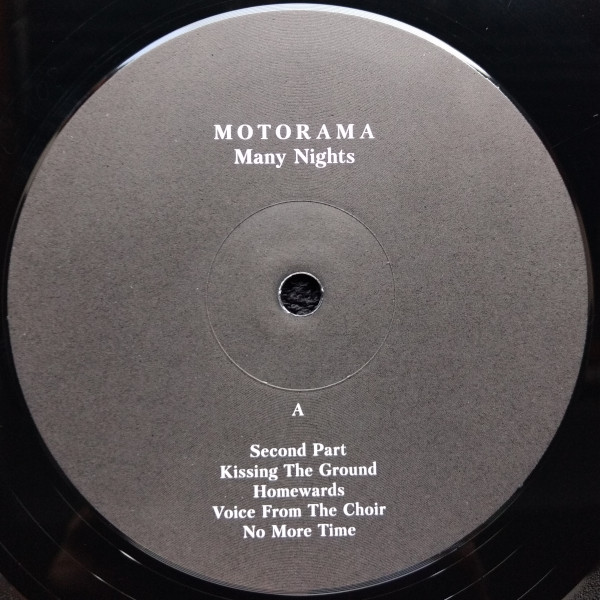 MOTORAMA
Many Nights
A
Second Part
Kissing The Ground
Homewards
Voice From The Choir
No More Time